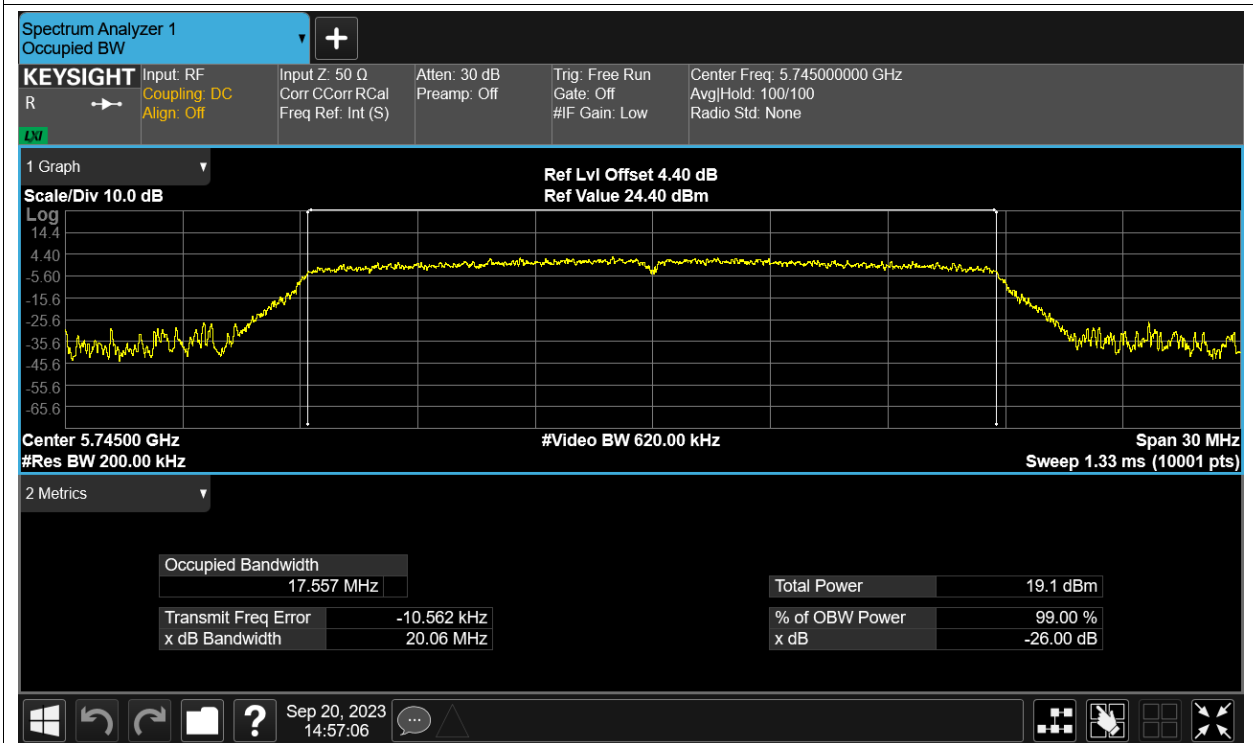 Spectrum Analyzer 1
Occupied BW
▼
+
KEYSIGHT Input: RF Input Z: 50 Ω Atten: 30 dB Trig: Free Run Center Freq: 5.745000000 GHz
R Coupling: DC Corr CCorr RCal Preamp: Off Gate: Off Avg|Hold: 100/100
Align: Off Freq Ref: Int (S) #IF Gain: Low Radio Std: None
LXI
1 Graph ▼ Ref Lvl Offset 4.40 dB
Scale/Div 10.0 dB Ref Value 24.40 dBm
Log
14.4
4.40
-5.60
-15.6
-25.6
-35.6
-45.6
-55.6
-65.6
Center 5.74500 GHz #Video BW 620.00 kHz Span 30 MHz
#Res BW 200.00 kHz Sweep 1.33 ms (10001 pts)
2 Metrics ▼
Occupied Bandwidth
17.557 MHz Total Power 19.1 dBm
Transmit Freq Error -10.562 kHz % of OBW Power 99.00 %
x dB Bandwidth 20.06 MHz x dB -26.00 dB
? Sep 20, 2023
14:57:06